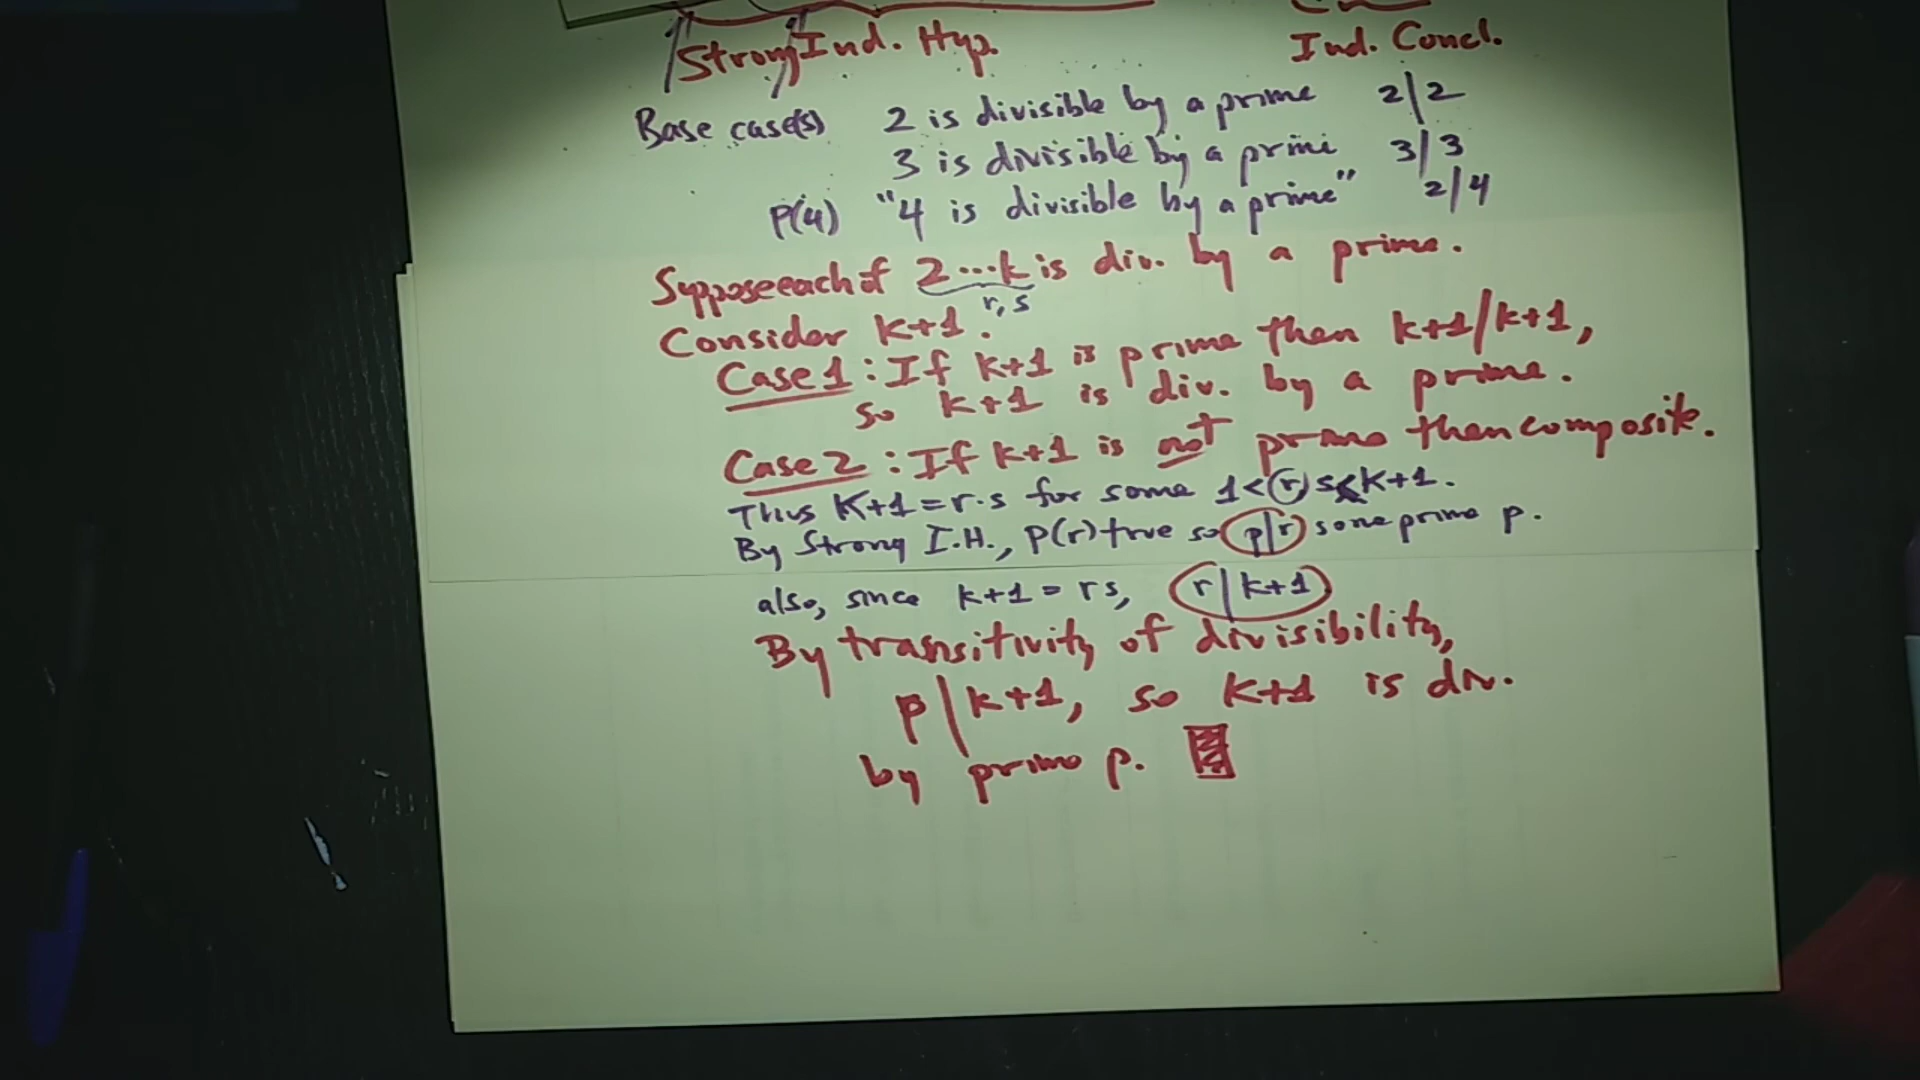 Strong Ind. Hyp. Ind. Concl.
Base case(s) 2 is divisible by a prime 2|2
3 is divisible by a prime 3|3
P(4) "4 is divisible by a prime" 2|4
Suppose each of 2...k is div. by a prime.
r, s
Consider k+1.
Case 1: If k+1 is prime then k+1|k+1,
so k+1 is div. by a prime.
Case 2: If k+1 is not prime then composite.
Thus k+1=r·s for some 1<r,s<k+1.
By Strong I.H., P(r) true so p|r some prime p.
also, since k+1 = rs, r|k+1
By transitivity of divisibility,
p|k+1, so k+1 is div.
by prime p.